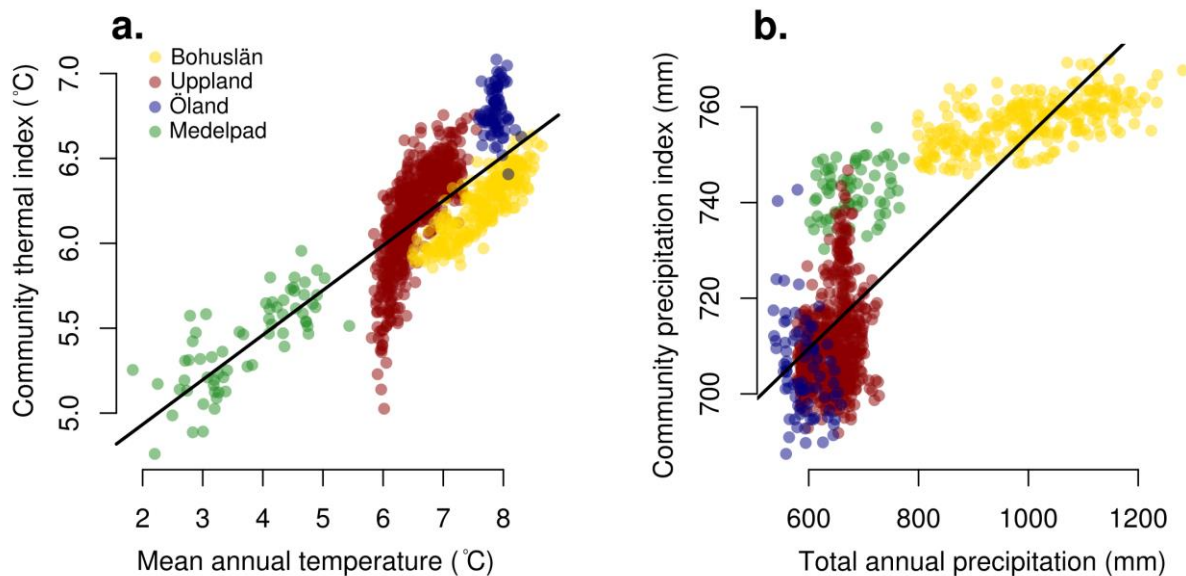 a.
Bohuslän
Uppland
Öland
Medelpad
Community thermal index (°C)
7.0
6.5
6.0
5.5
5.0
2 3 4 5 6 7 8
Mean annual temperature (°C)
b.
Community precipitation index (mm)
760
740
720
700
600 800 1000 1200
Total annual precipitation (mm)